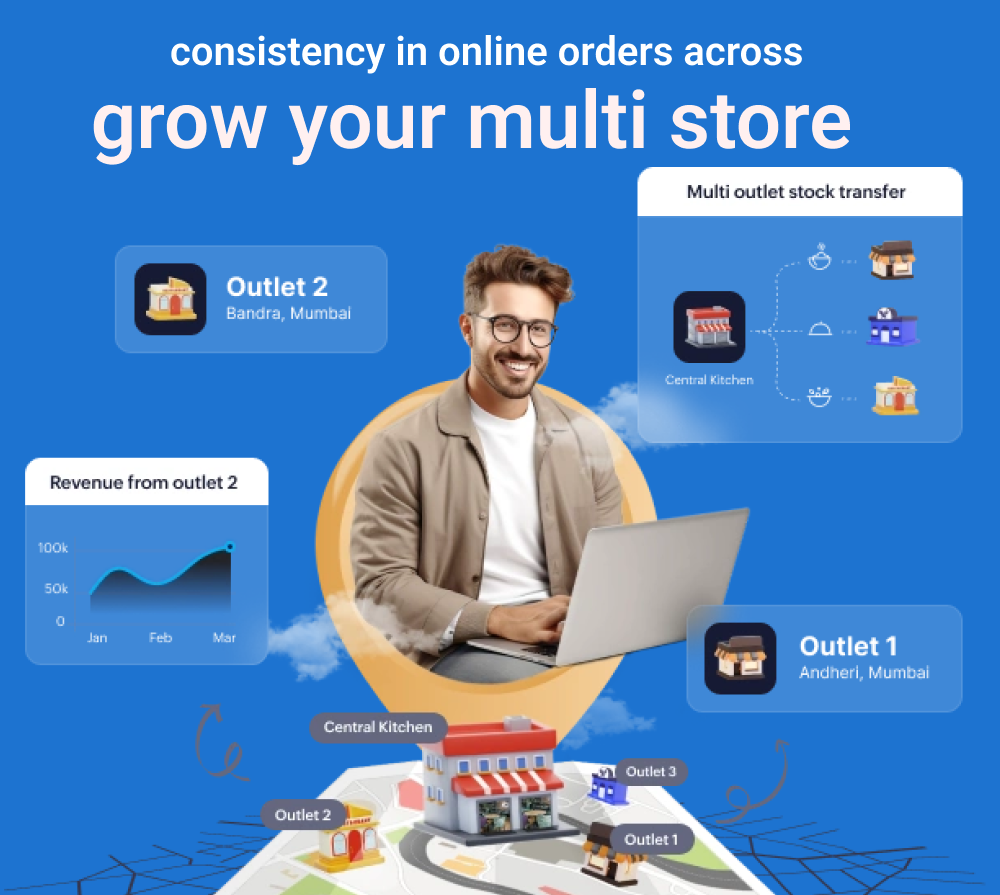 consistency in online orders across
grow your multi store
Multi outlet stock transfer
Central Kitchen
Outlet 2
Bandra, Mumbai
Revenue from outlet 2
100k
50k
0
Jan Feb Mar
Outlet 1
Andheri, Mumbai
Central Kitchen
Outlet 3
Outlet 2
Outlet 1